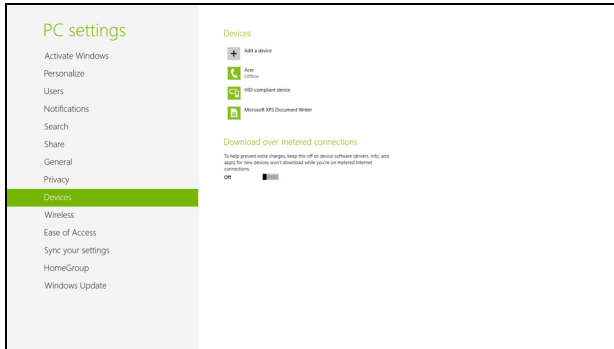 PC settings
Activate Windows
Personalize
Users
Notifications
Search
Share
General
Privacy
Devices
Wireless
Ease of Access
Sync your settings
HomeGroup
Windows Update
Devices
Add a device
Acer
Offline
HID-compliant device
Microsoft XPS Document Writer
Download over metered connections
To help prevent extra charges, keep this off so device software (drivers, info, and
apps) for new devices won't download while you're on metered Internet
connections.
Off